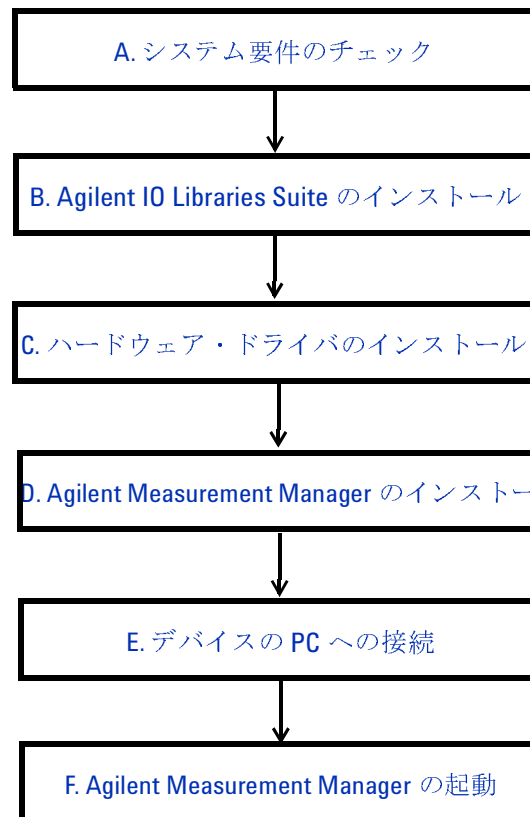 A. システム要件のチェック
B. Agilent IO Libraries Suite のインストール
C. ハードウェア・ドライバのインストール
D. Agilent Measurement Manager のインストー
E. デバイスの PC への接続
F. Agilent Measurement Manager の起動